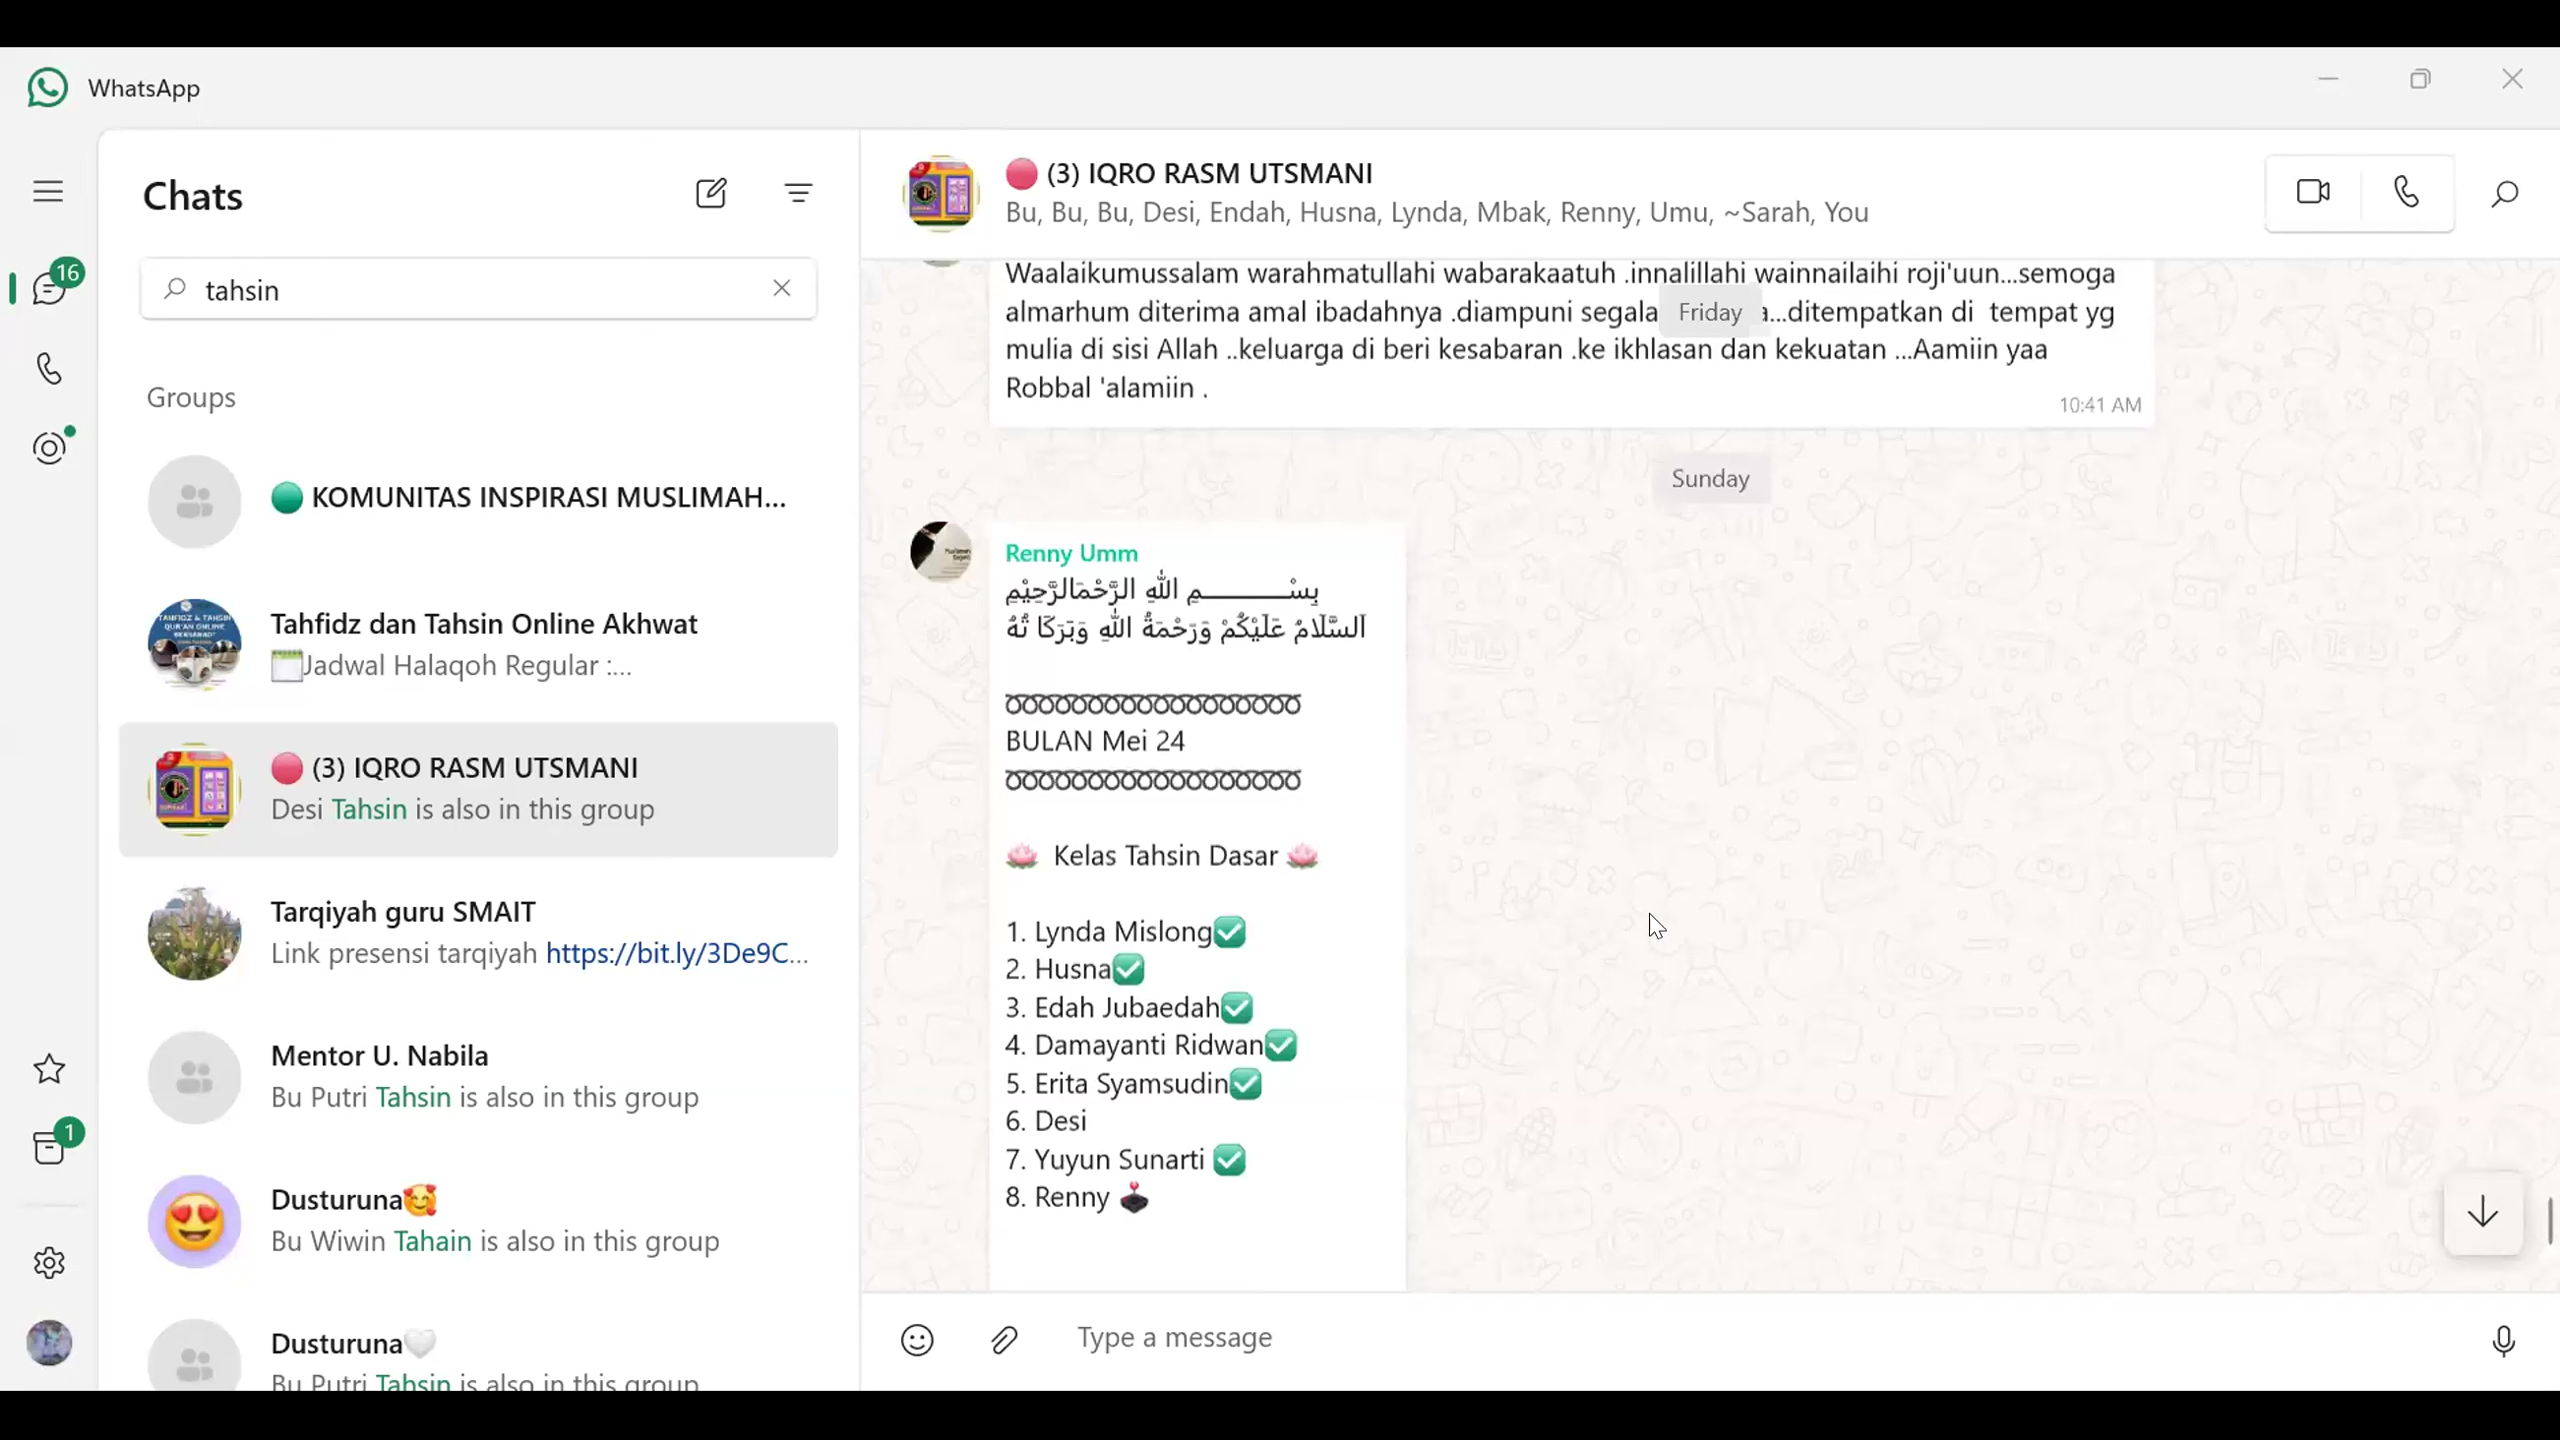 WhatsApp
16
1
Chats
tahsin
Groups
KOMUNITAS INSPIRASI MUSLIMAH...
Tahfidz dan Tahsin Online Akhwat
Jadwal Halaqoh Regular :...
(3) IQRO RASM UTSMANI
Desi Tahsin is also in this group
Tarqiyah guru SMAIT
Link presensi tarqiyah https://bit.ly/3De9C...
Mentor U. Nabila
Bu Putri Tahsin is also in this group
Dusturuna🥰
Bu Wiwin Tahain is also in this group
Dusturuna🤍
Bu Putri Tahsin is also in this group
(3) IQRO RASM UTSMANI
Bu, Bu, Bu, Desi, Endah, Husna, Lynda, Mbak, Renny, Umu, ~Sarah, You
Waalaikumussalam warahmatullahi wabarakaatuh .innalillahi wainnailaihi roji'uun...semoga
almarhum diterima amal ibadahnya .diampuni segala Friday a...ditempatkan di tempat yg
mulia di sisi Allah ..keluarga di beri kesabaran .ke ikhlasan dan kekuatan ...Aamiin yaa
Robbal 'alamiin .
10:41 AM
Sunday
Renny Umm
بِسْــــــــــمِ اللهِ الرَّحْمَالرَّحِيْمِ
اَلسَّلَامُ عَلَيْكُمْ وَرَحْمَةُ اللهِ وَبَرَكَا تُهُ
➿➿➿➿➿➿➿➿➿
BULAN Mei 24
➿➿➿➿➿➿➿➿➿
🪷 Kelas Tahsin Dasar 🪷
1. Lynda Mislong✅
2. Husna✅
3. Edah Jubaedah✅
4. Damayanti Ridwan✅
5. Erita Syamsudin✅
6. Desi
7. Yuyun Sunarti ✅
8. Renny 🕹
Type a message